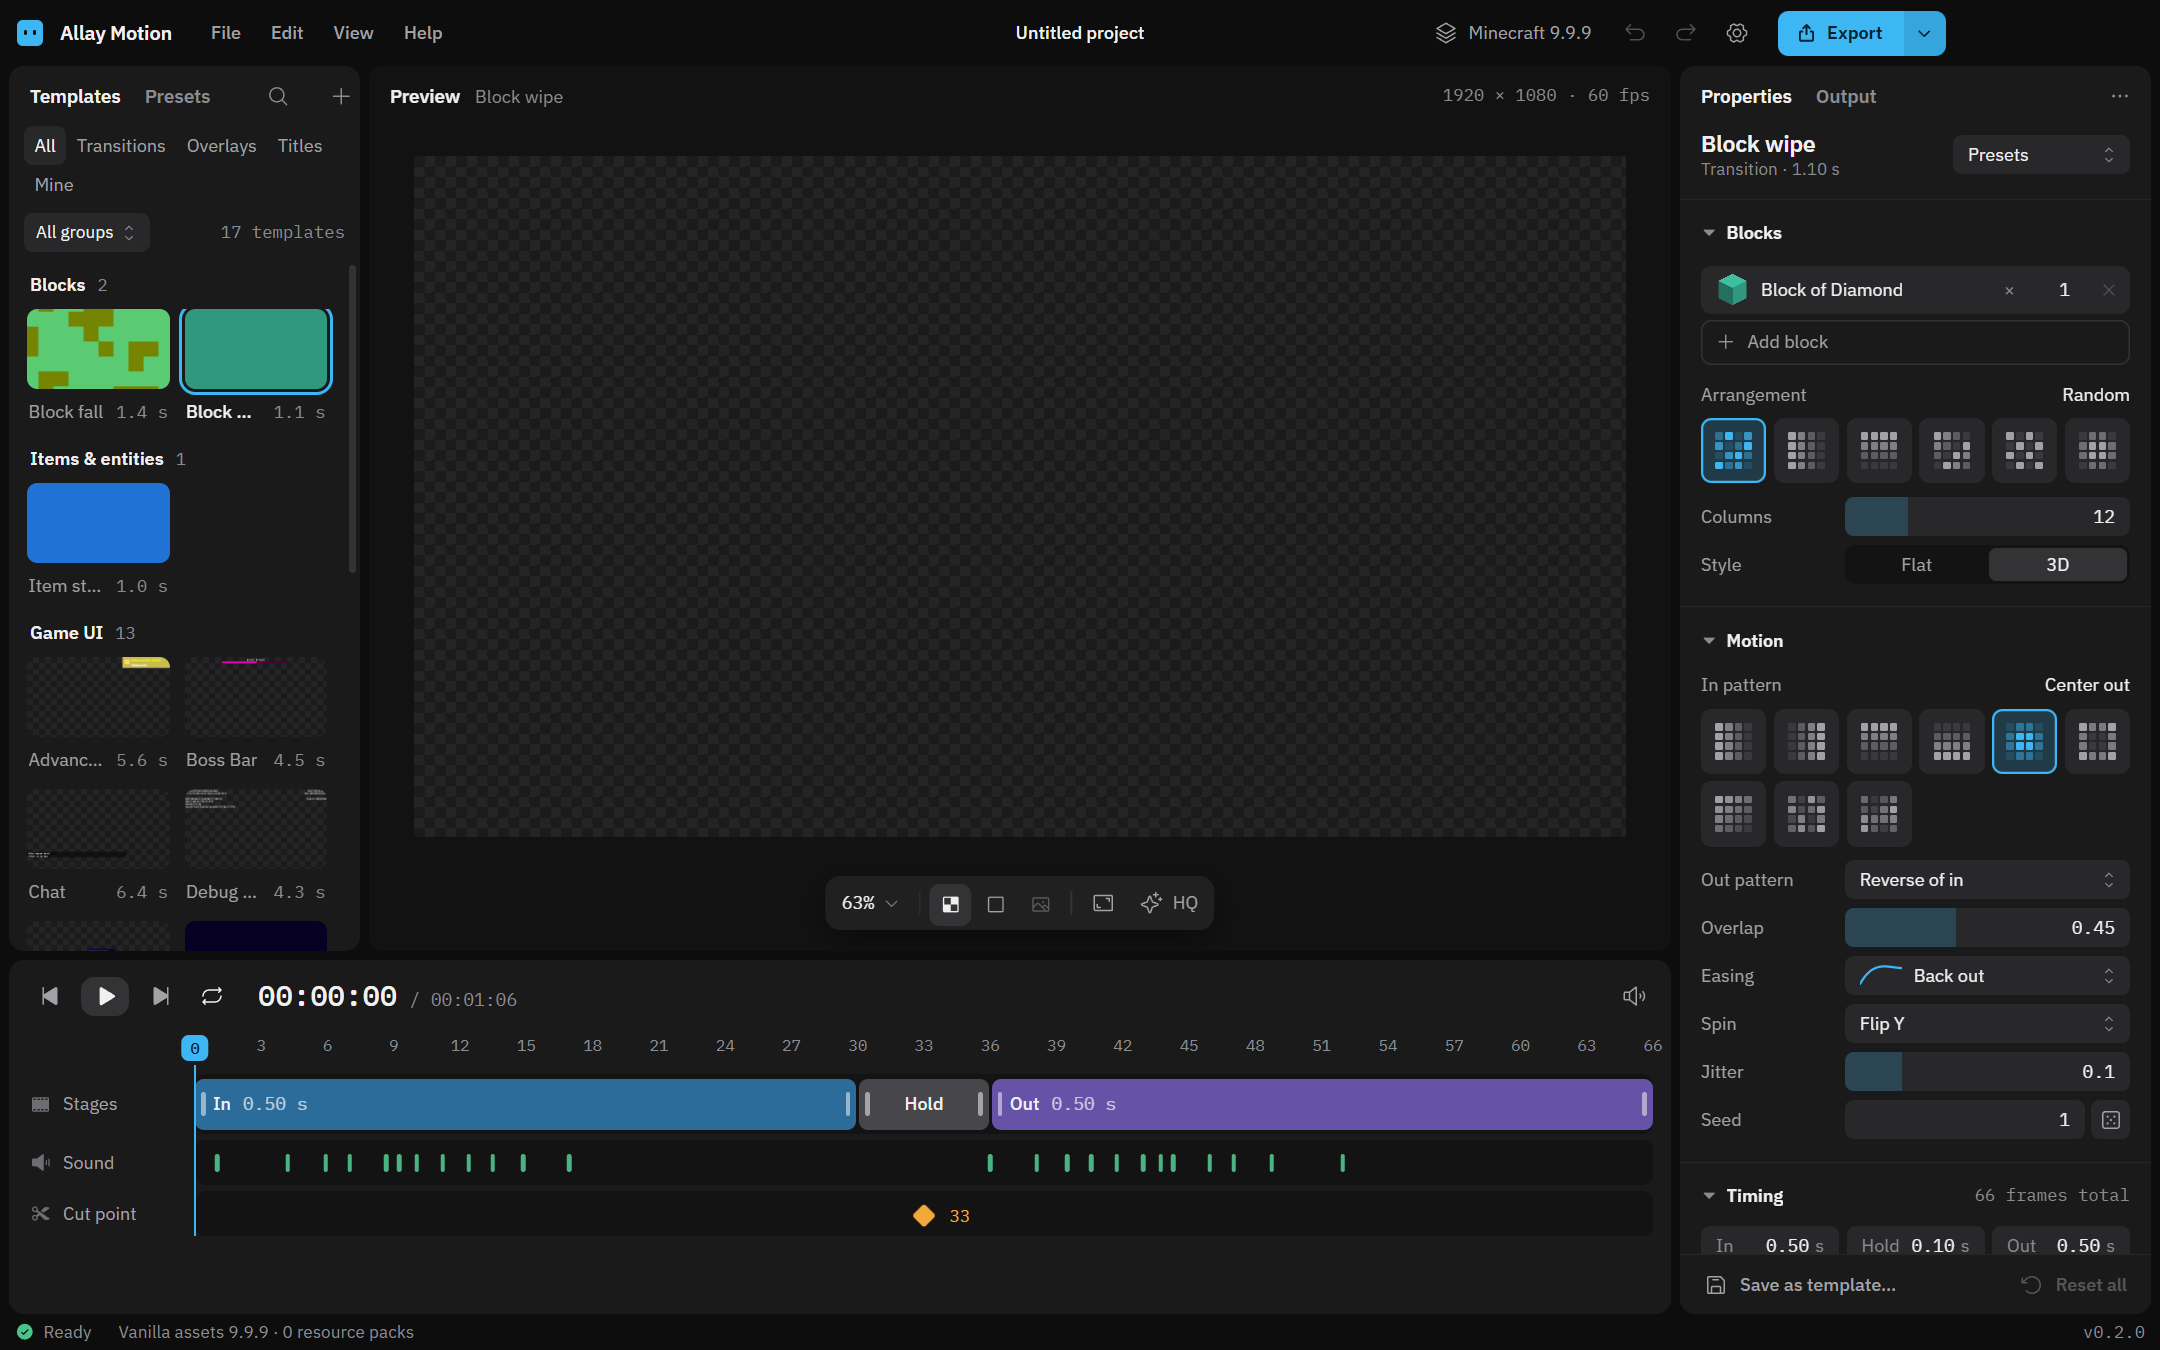 Allay Motion File Edit View Help
Untitled project
Minecraft 9.9.9
Export
Templates Presets
All Transitions Overlays Titles
Mine
All groups 17 templates
Blocks 2
Block fall 1.4 s Block ... 1.1 s
Items & entities 1
Item st... 1.0 s
Game UI 13
Advanc... 5.6 s Boss Bar 4.5 s
Chat 6.4 s Debug ... 4.3 s
Preview Block wipe
1920 × 1080 · 60 fps
63% HQ
Properties Output
Block wipe
Transition · 1.10 s
Presets
Blocks
Block of Diamond × 1
Add block
Arrangement Random
Columns 12
Style Flat 3D
Motion
In pattern Center out
Out pattern Reverse of in
Overlap 0.45
Easing Back out
Spin Flip Y
Jitter 0.1
Seed 1
Timing 66 frames total
In 0.50 s Hold 0.10 s Out 0.50 s
Save as template... Reset all
00:00:00 / 00:01:06
0 3 6 9 12 15 18 21 24 27 30 33 36 39 42 45 48 51 54 57 60 63 66
Stages In 0.50 s Hold Out 0.50 s
Sound
Cut point 33
Ready Vanilla assets 9.9.9 · 0 resource packs
v0.2.0